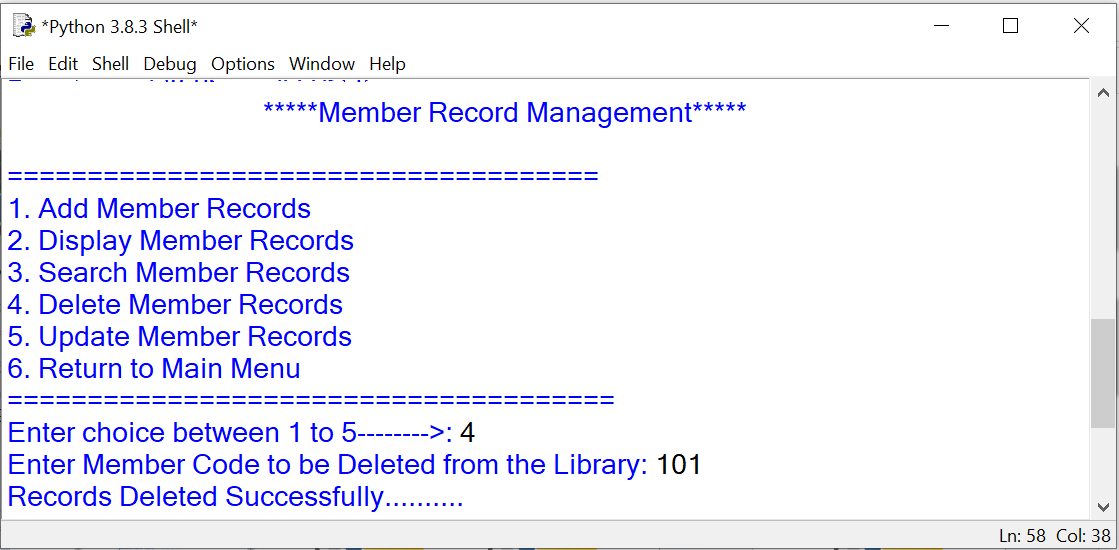 *Python 3.8.3 Shell*
File Edit Shell Debug Options Window Help
*****Member Record Management*****
=====================================
1. Add Member Records
2. Display Member Records
3. Search Member Records
4. Delete Member Records
5. Update Member Records
6. Return to Main Menu
======================================
Enter choice between 1 to 5-------->: 4
Enter Member Code to be Deleted from the Library: 101
Records Deleted Successfully..........
Ln: 58 Col: 38